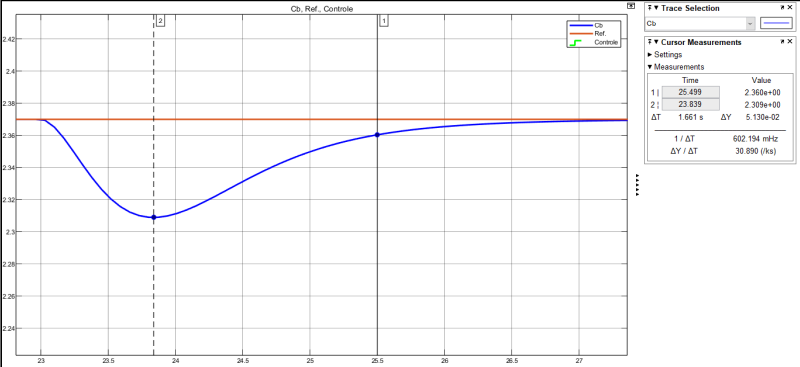 Cb, Ref., Controle
2
1
Cb
Ref.
Controle
2.42
2.4
2.38
2.36
2.34
2.32
2.3
2.28
2.26
2.24
23
23.5
24
24.5
25
25.5
26
26.5
27
Trace Selection
Cb
Cursor Measurements
Settings
Measurements
Time Value
1 | 25.499 2.360e+00
2 ¦ 23.839 2.309e+00
ΔT 1.661 s ΔY 5.130e-02
1 / ΔT 602.194 mHz
ΔY / ΔT 30.890 (/ks)